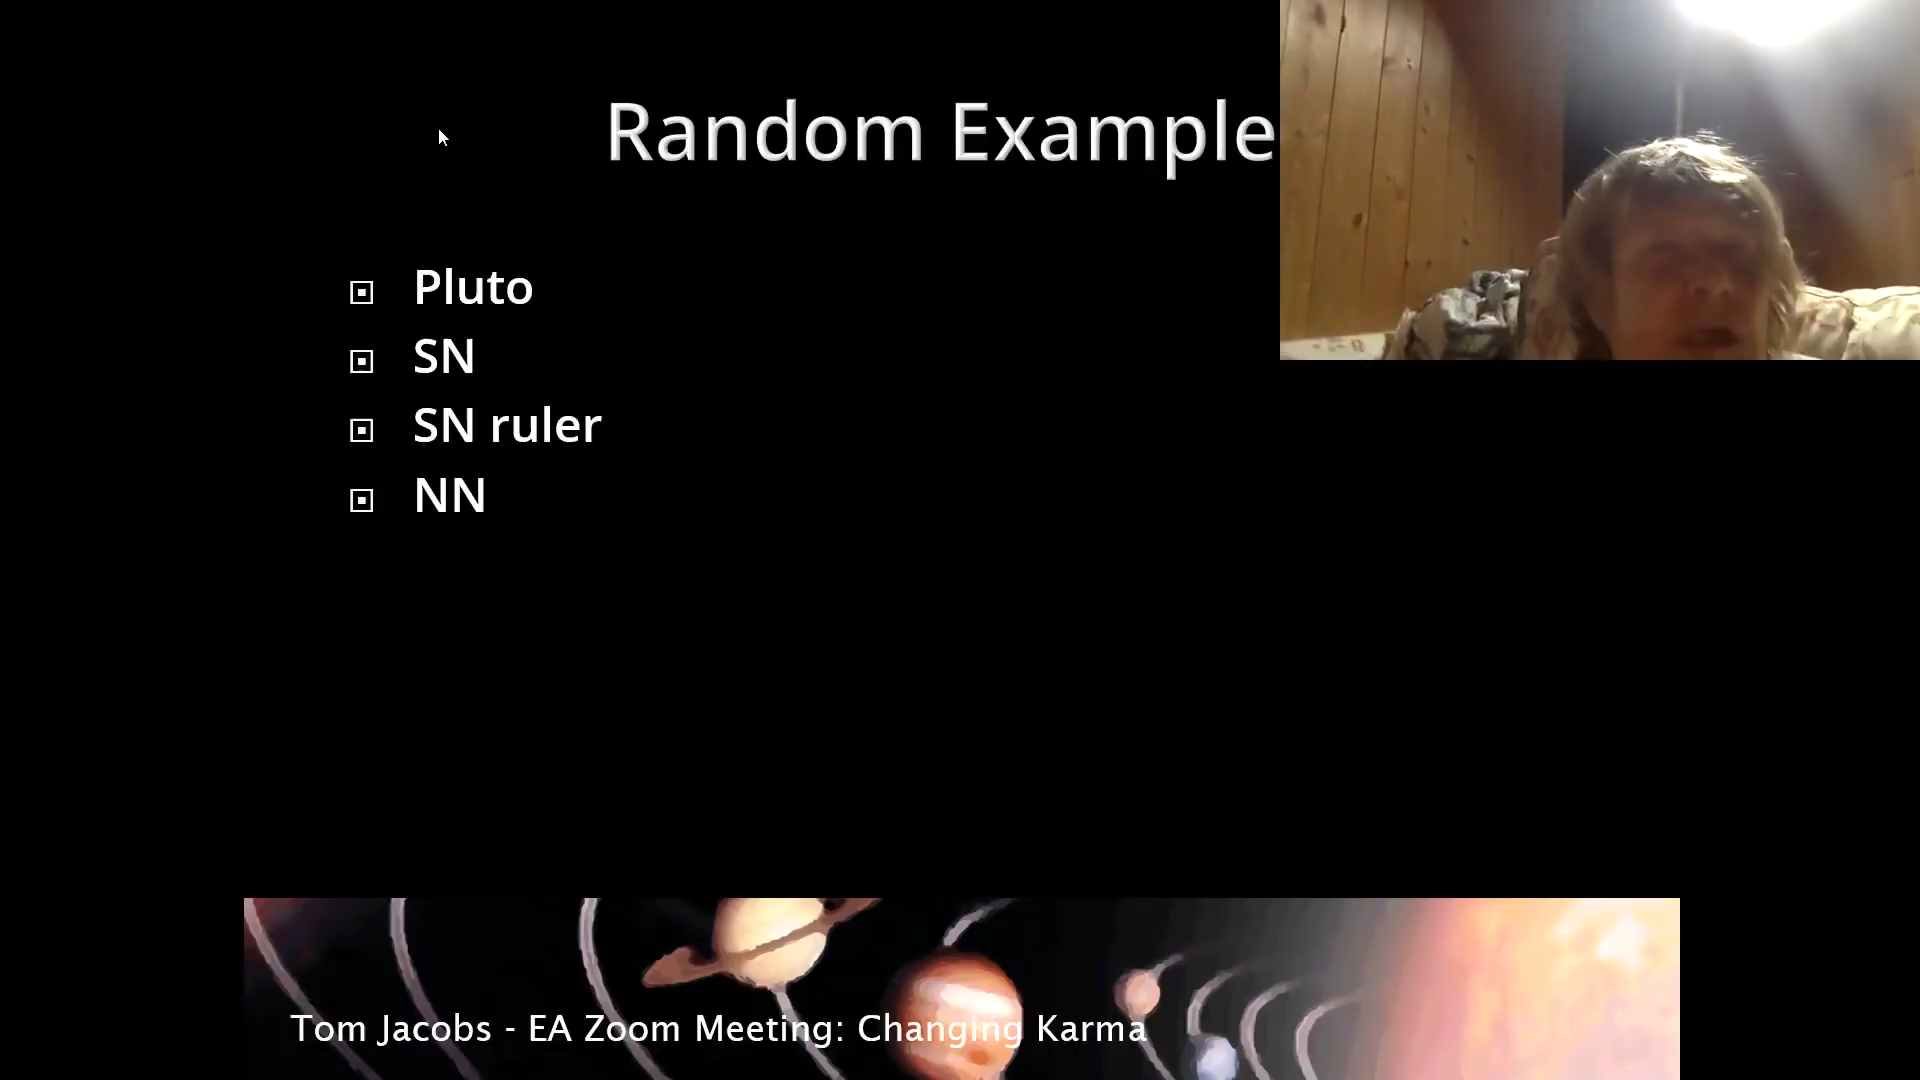 Random Example
Pluto
SN
SN ruler
NN
Tom Jacobs - EA Zoom Meeting: Changing Karma